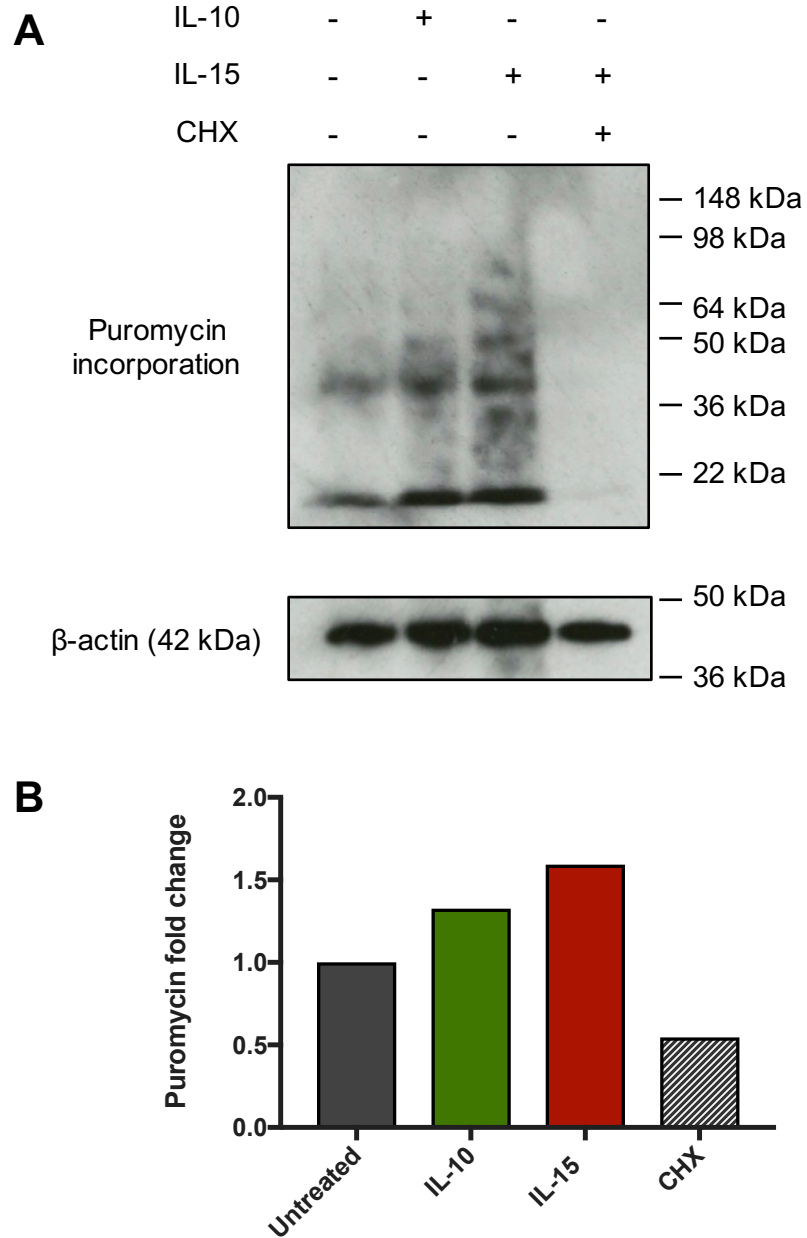 A
IL-10 - + - -
IL-15 - - + +
CHX - - - +
148 kDa
98 kDa
64 kDa
Puromycin
incorporation
50 kDa
36 kDa
22 kDa
50 kDa
β-actin (42 kDa)
36 kDa
B
Puromycin fold change
2.0
1.5
1.0
0.5
0.0
Untreated
IL-10
IL-15
CHX